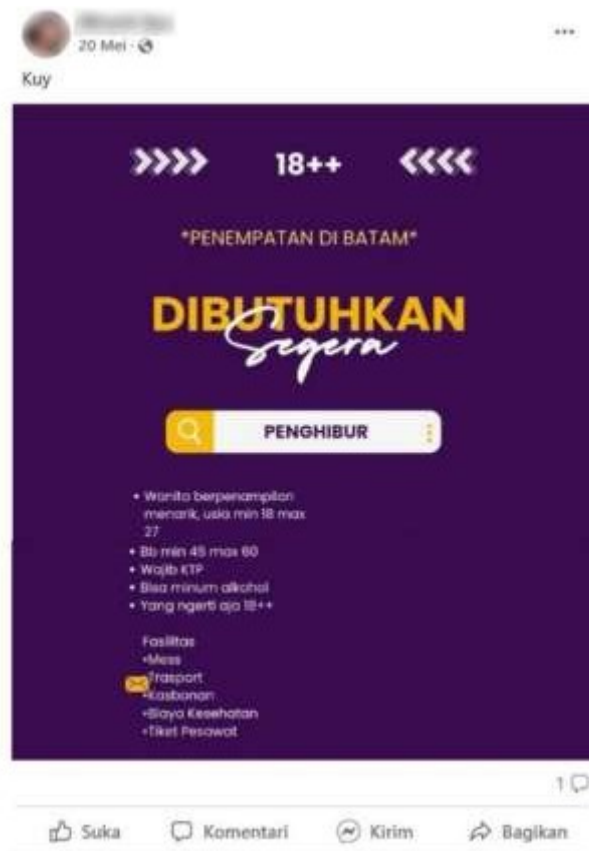 20 Mei ·
Kuy
18++
*PENEMPATAN DI BATAM*
DIBUTUHKAN
Segera
PENGHIBUR
• Wanita berpenampilan
menarik, usia min 18 max
27
• Bb min 45 max 60
• Wajib KTP
• Bisa minum alkohol
• Yang ngerti aja 18++
Fasilitas
•Mess
Trasport
•Kasbonan
•Biaya Kesehatan
•Tiket Pesawat
1
Suka
Komentari
Kirim
Bagikan